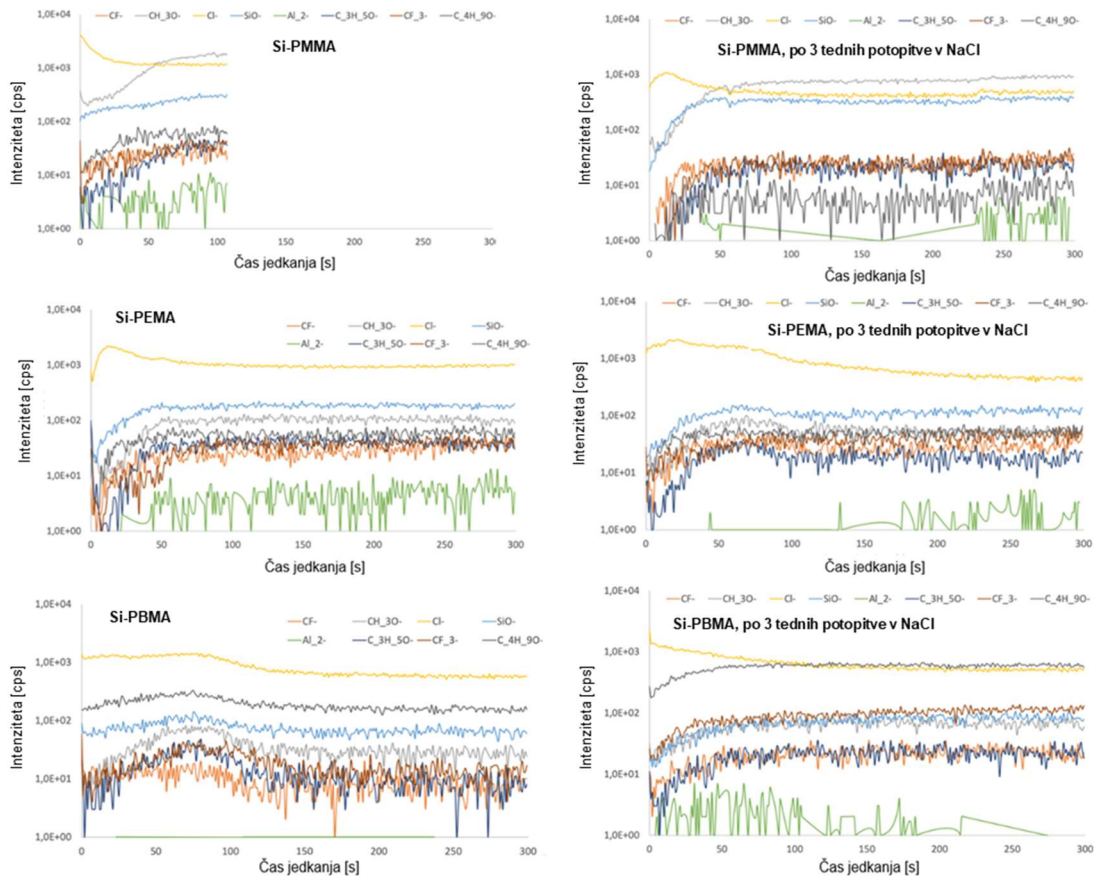 CF- CH_3O- Cl- SiO- Al_2- C_3H_5O- CF_3- C_4H_9O-
Si-PMMA
Intenziteta [cps]
1,0E+04
1,0E+03
1,0E+02
1,0E+01
1,0E+00
0 50 100 150 200 250 30
Čas jedkanja [s]
CF- CH_3O- Cl- SiO- Al_2- C_3H_5O- CF_3- C_4H_9O-
Si-PMMA, po 3 tednih potopitve v NaCl
Intenziteta [cps]
1,0E+04
1,0E+03
1,0E+02
1,0E+01
1,0E+00
0 50 100 150 200 250 300
Čas jedkanja [s]
Si-PEMA
CF- CH_3O- Cl- SiO-
Al_2- C_3H_5O- CF_3- C_4H_9O-
Intenziteta [cps]
1,0E+04
1,0E+03
1,0E+02
1,0E+01
1,0E+00
0 50 100 150 200 250 300
Čas jedkanja [s]
CF- CH_3O- Cl- SiO- Al_2- C_3H_5O- CF_3- C_4H_9O-
Si-PEMA, po 3 tednih potopitve v NaCl
Intenziteta [cps]
1,0E+04
1,0E+03
1,0E+02
1,0E+01
1,0E+00
0 50 100 150 200 250 300
Čas jedkanja [s]
Si-PBMA
CF- CH_3O- Cl- SiO-
Al_2- C_3H_5O- CF_3- C_4H_9O-
Intenziteta [cps]
1,0E+04
1,0E+03
1,0E+02
1,0E+01
1,0E+00
0 50 100 150 200 250 300
Čas jedkanja [s]
CF- CH_3O- Cl- SiO- Al_2- C_3H_5O- CF_3- C_4H_9O-
Si-PBMA, po 3 tednih potopitve v NaCl
Intenziteta [cps]
1,0E+04
1,0E+03
1,0E+02
1,0E+01
1,0E+00
0 50 100 150 200 250 300
Čas jedkanja [s]